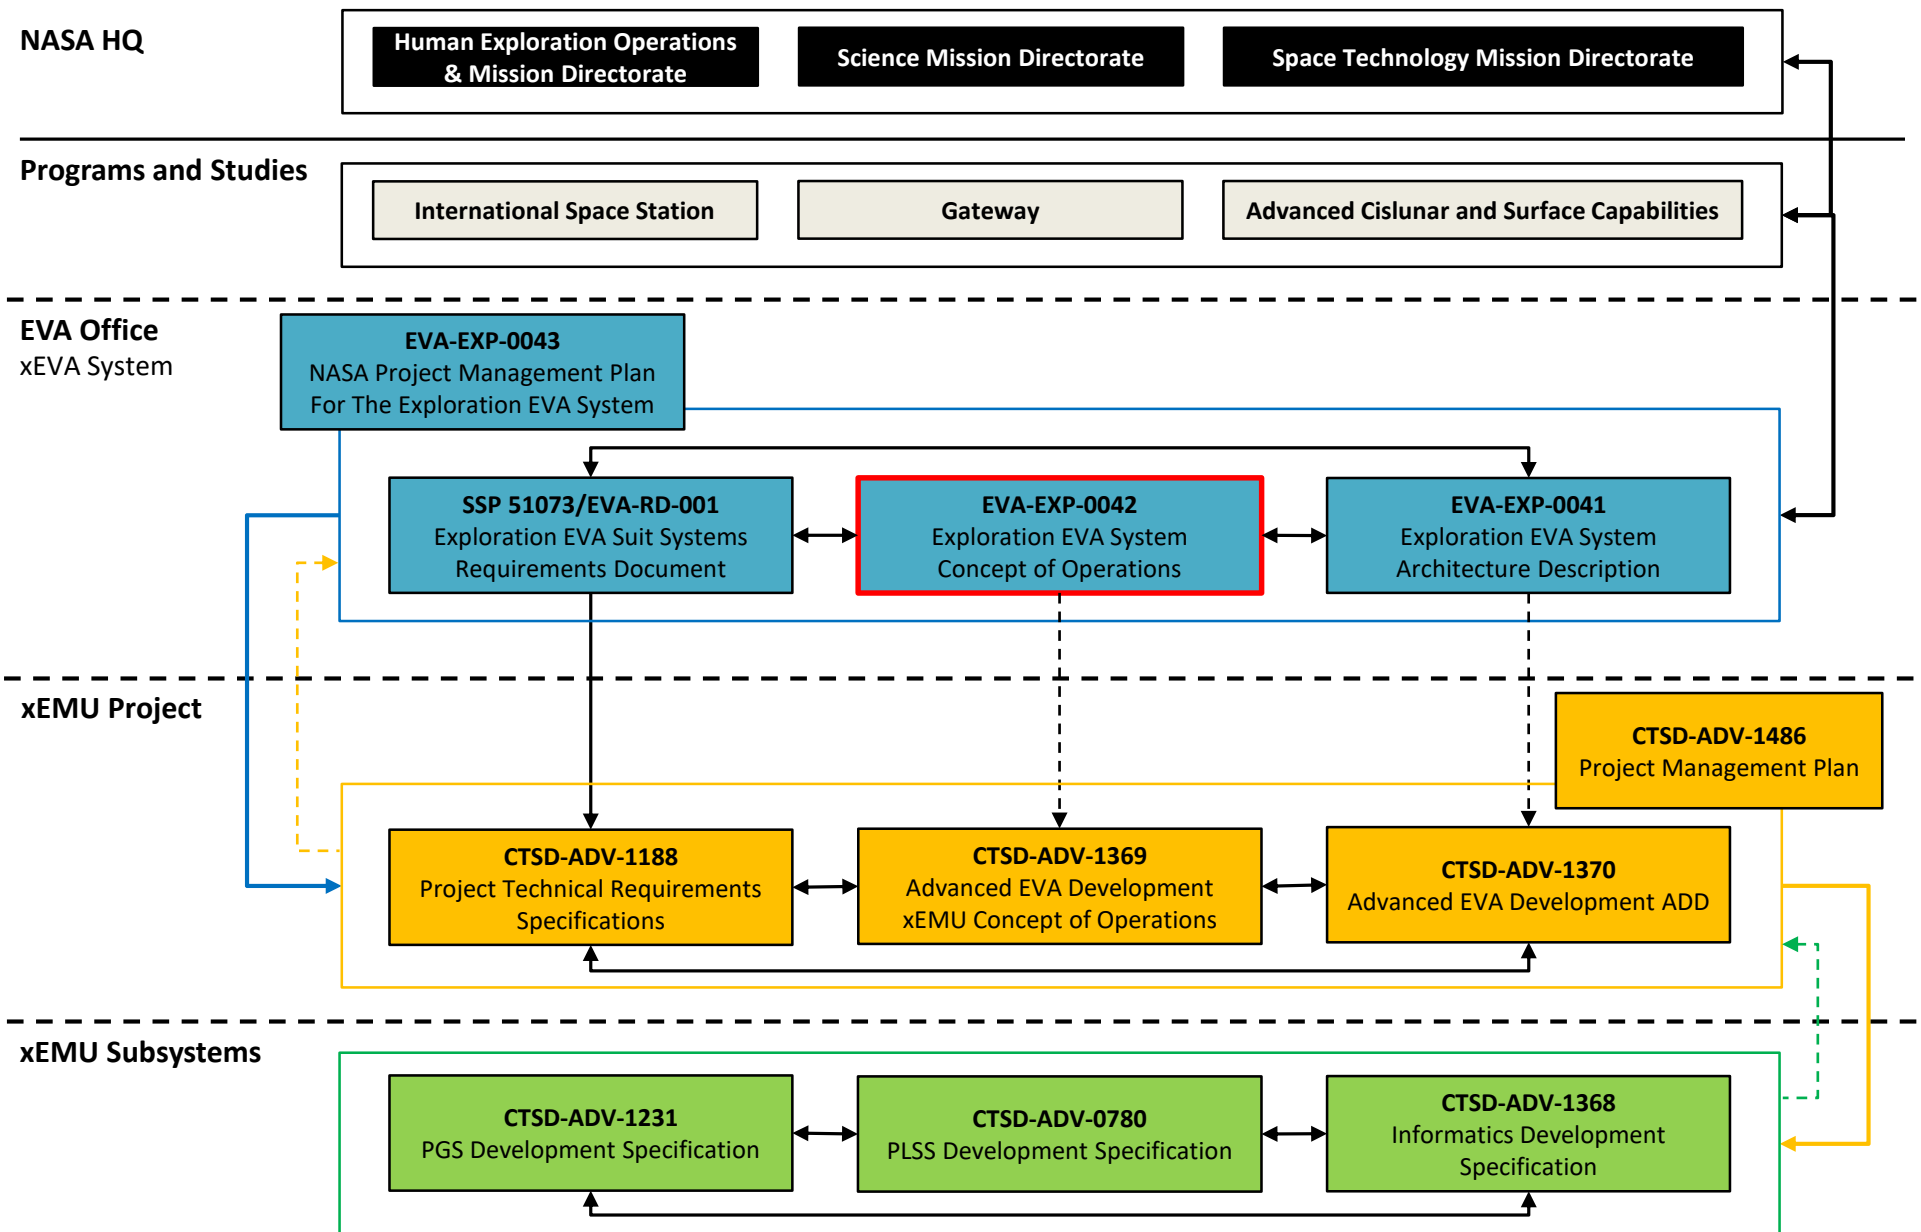 NASA HQ
Human Exploration Operations
& Mission Directorate
Science Mission Directorate
Space Technology Mission Directorate
Programs and Studies
International Space Station
Gateway
Advanced Cislunar and Surface Capabilities
EVA Office
xEVA System
EVA-EXP-0043
NASA Project Management Plan
For The Exploration EVA System
SSP 51073/EVA-RD-001
Exploration EVA Suit Systems
Requirements Document
EVA-EXP-0042
Exploration EVA System
Concept of Operations
EVA-EXP-0041
Exploration EVA System
Architecture Description
xEMU Project
CTSD-ADV-1486
Project Management Plan
CTSD-ADV-1188
Project Technical Requirements
Specifications
CTSD-ADV-1369
Advanced EVA Development
xEMU Concept of Operations
CTSD-ADV-1370
Advanced EVA Development ADD
xEMU Subsystems
CTSD-ADV-1231
PGS Development Specification
CTSD-ADV-0780
PLSS Development Specification
CTSD-ADV-1368
Informatics Development
Specification